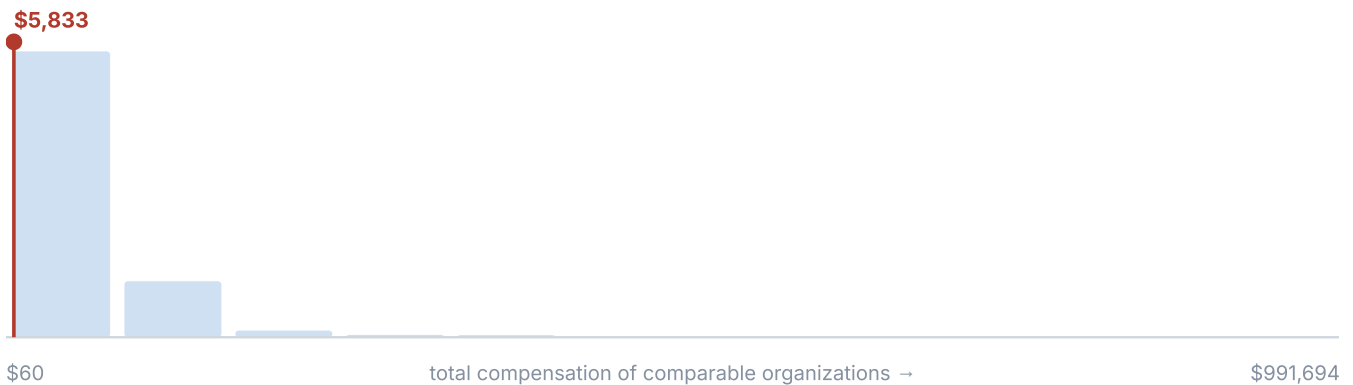 $5,833
$60 total compensation of comparable organizations → $991,694